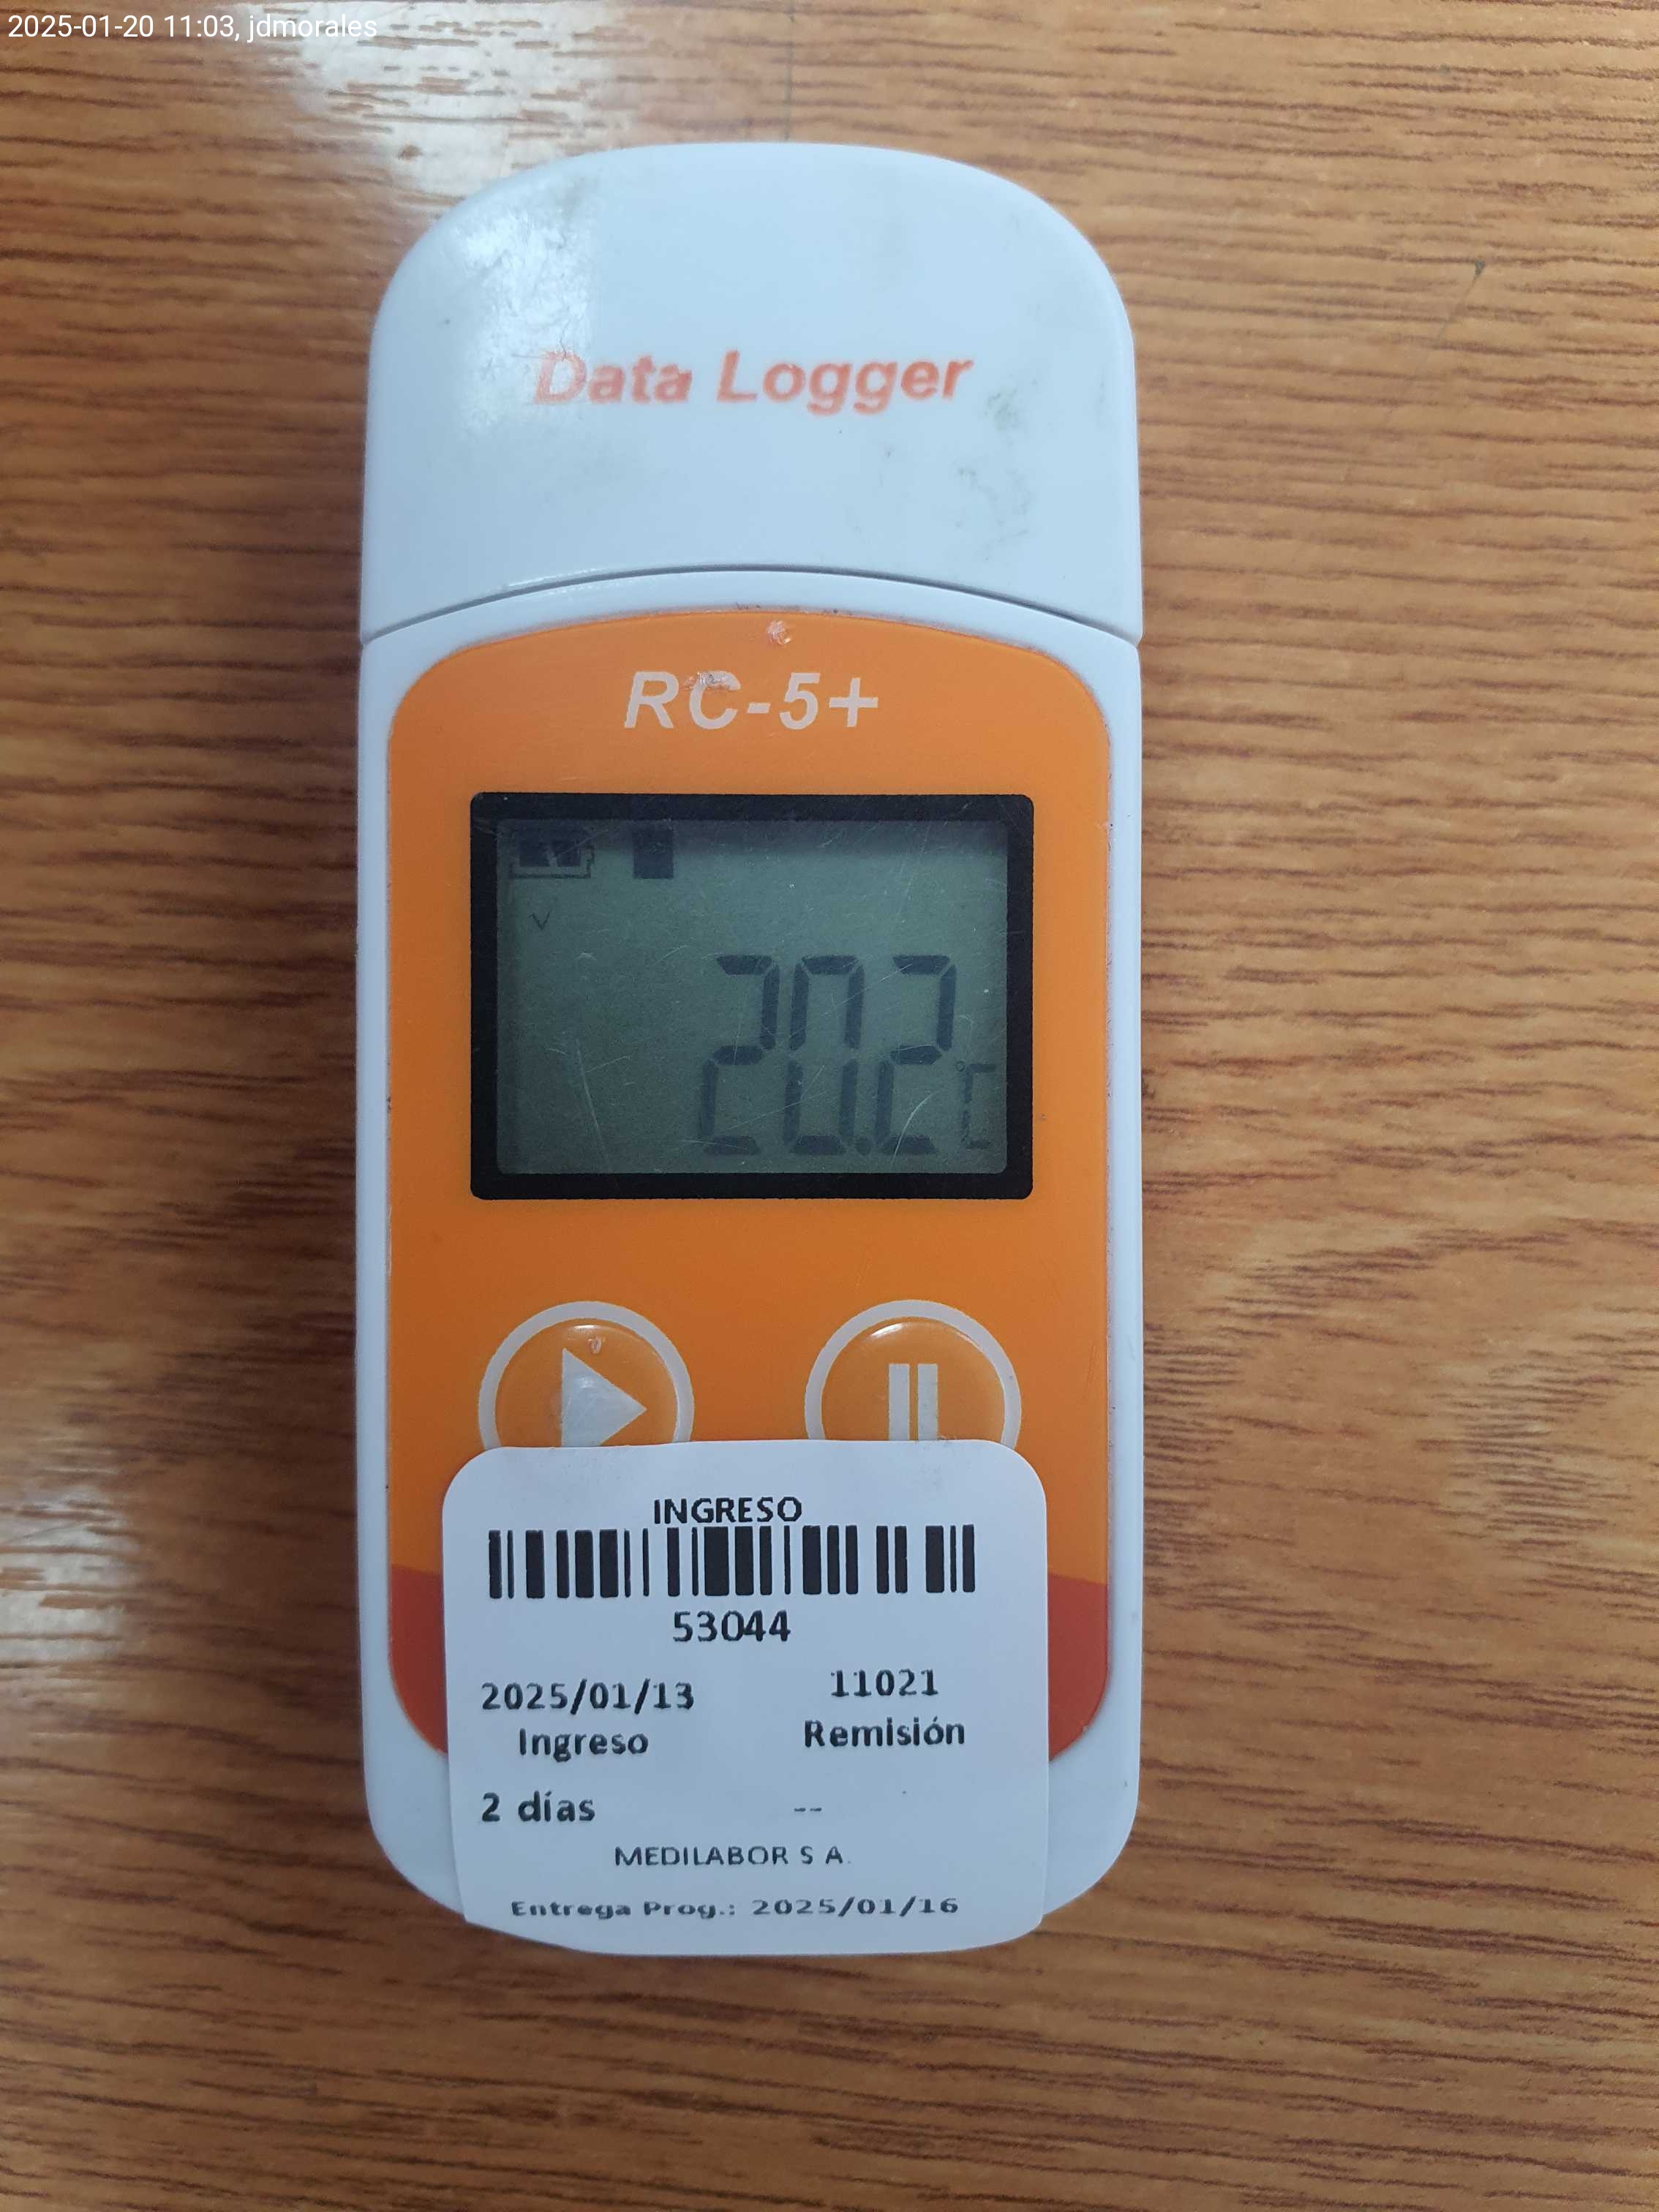 2025-01-20 11:03, jdmorales
Data Logger
RC-5+
20.2°C
INGRESO
53044
2025/01/13 11021
Ingreso Remisión
2 días --
MEDILABOR S A.
Entrega Prog.: 2025/01/16